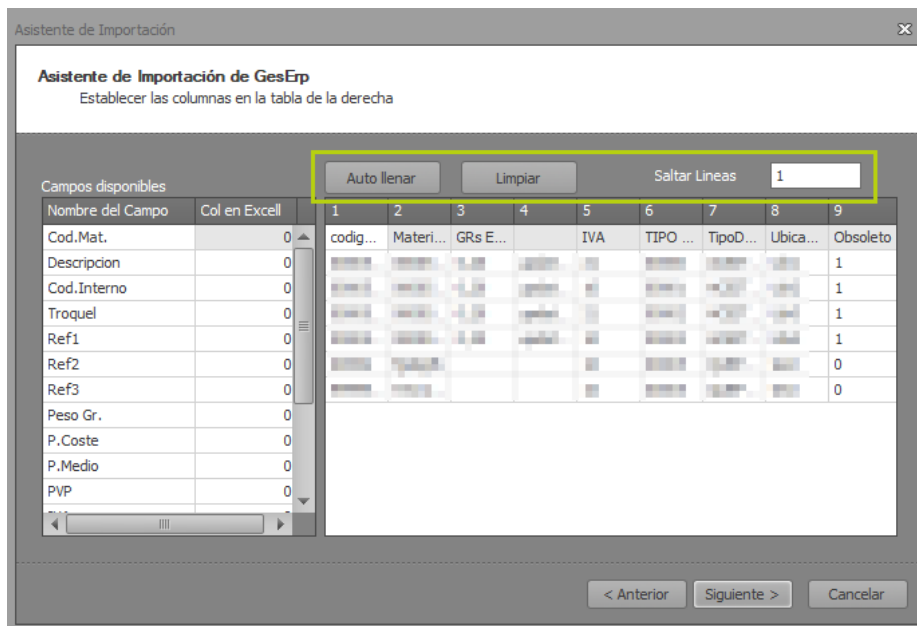 Asistente de Importación
Asistente de Importación de GesErp
Establecer las columnas en la tabla de la derecha
Auto llenar Limpiar Saltar Lineas 1
Campos disponibles
Nombre del Campo Col en Excell 1 2 3 4 5 6 7 8 9
Cod.Mat. 0 codig... Materi... GRs E... IVA TIPO ... TipoD... Ubica... Obsoleto
Descripcion 0 1
Cod.Interno 0 1
Troquel 0 1
Ref1 0 1
Ref2 0 0
Ref3 0 0
Peso Gr. 0
P.Coste 0
P.Medio 0
PVP 0
< Anterior Siguiente > Cancelar